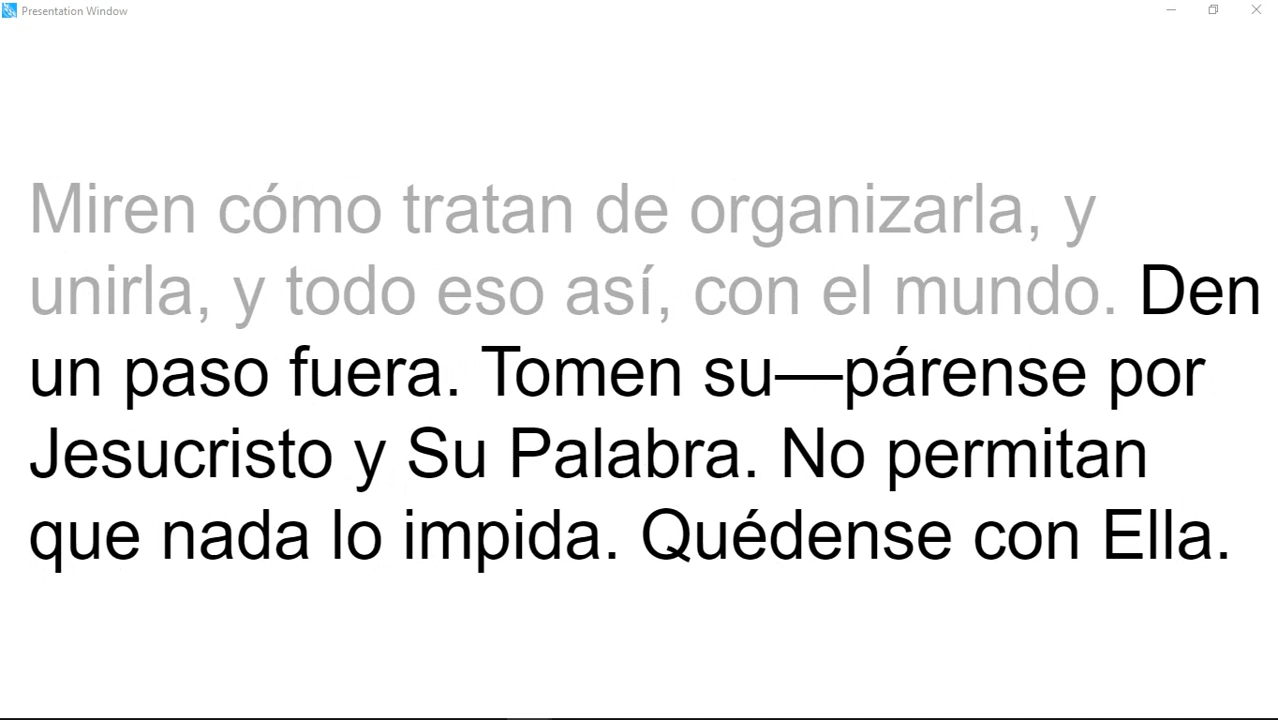 Presentation Window
Miren cómo tratan de organizarla, y
unirla, y todo eso así, con el mundo. Den
un paso fuera. Tomen su—párense por
Jesucristo y Su Palabra. No permitan
que nada lo impida. Quédense con Ella.